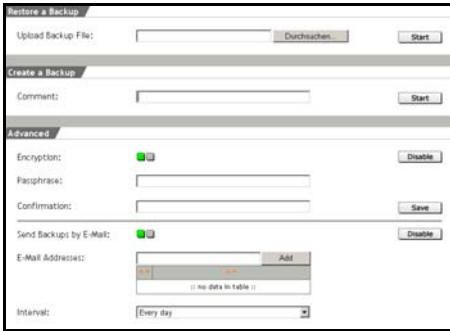 Restore a Backup
Upload Backup File: Durchsuchen... Start
Create a Backup
Comment: Start
Advanced
Encryption: Disable
Passphrase:
Confirmation: Save
Send Backups by E-Mail: Disable
E-Mail Addresses: Add
:: no data in table ::
Interval: Every day